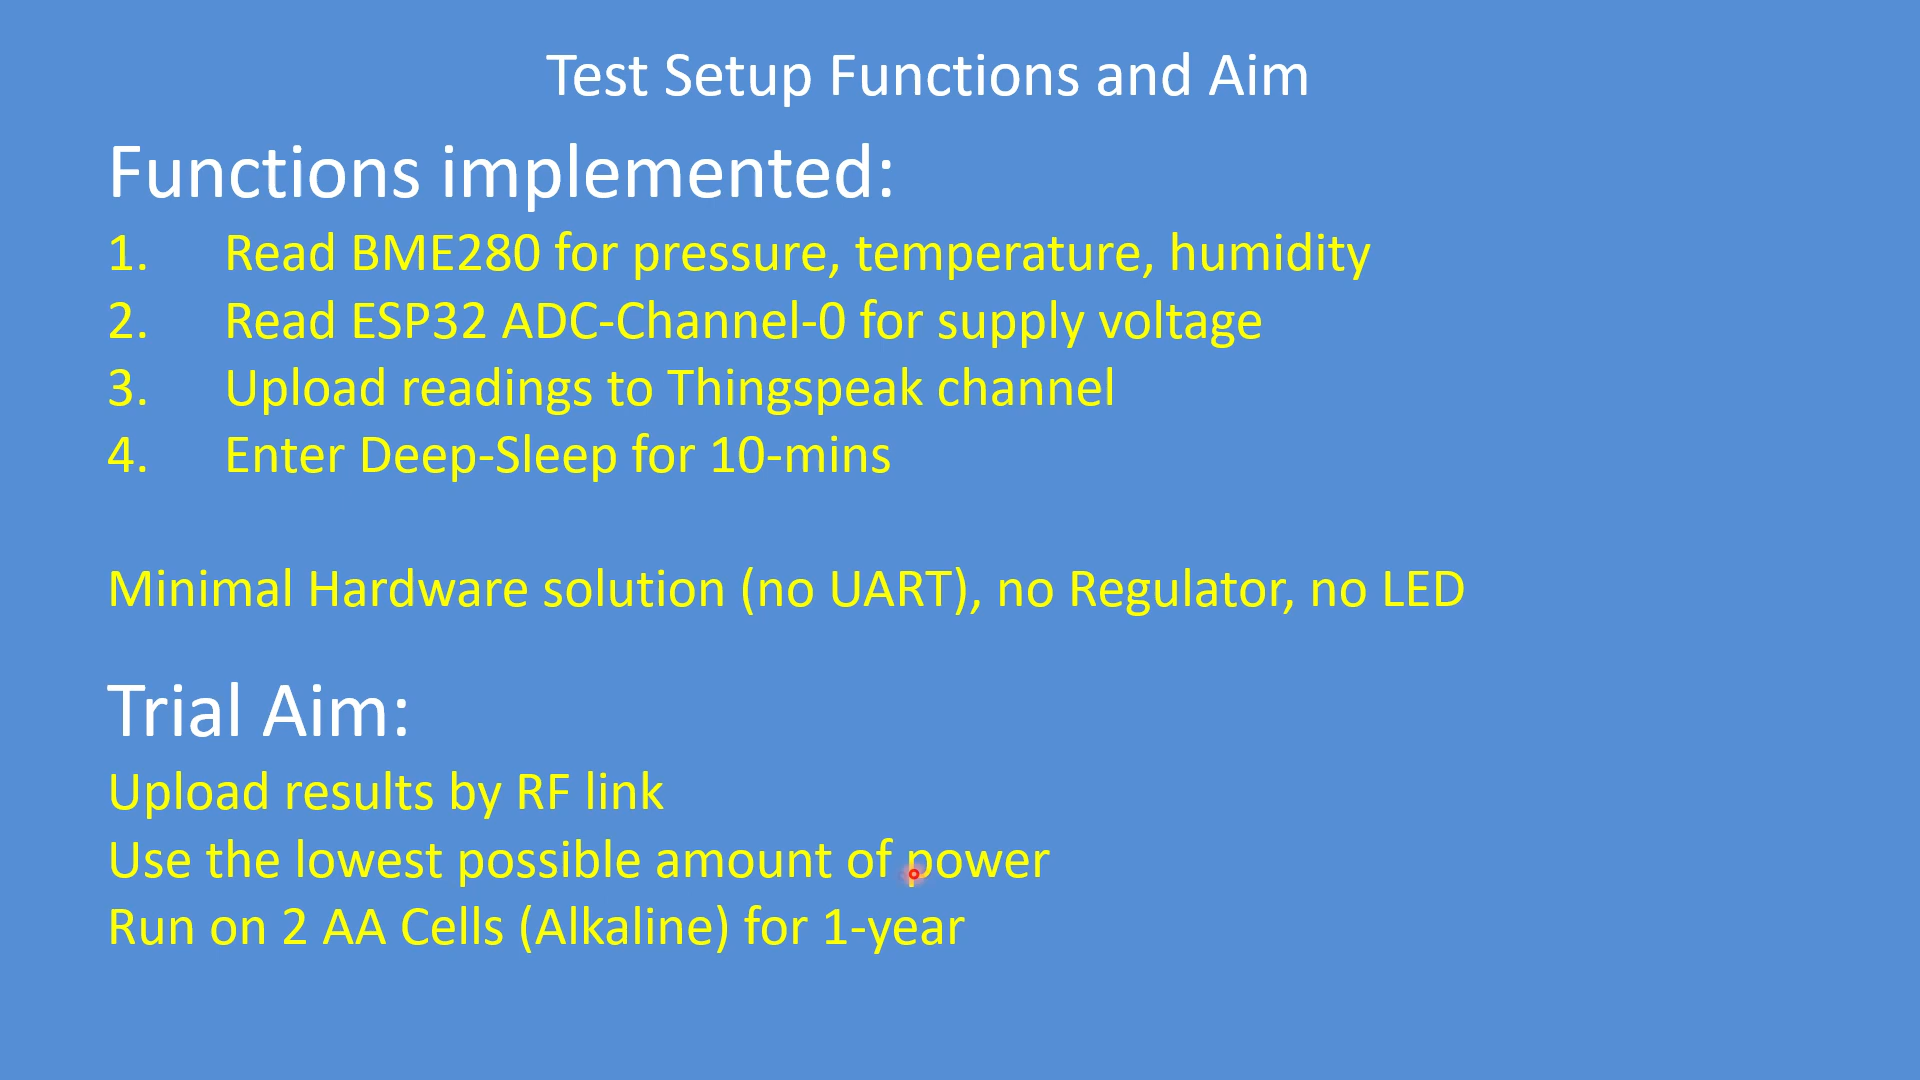 Test Setup Functions and Aim
Functions implemented:
1. Read BME280 for pressure, temperature, humidity
2. Read ESP32 ADC-Channel-0 for supply voltage
3. Upload readings to Thingspeak channel
4. Enter Deep-Sleep for 10-mins
Minimal Hardware solution (no UART), no Regulator, no LED
Trial Aim:
Upload results by RF link
Use the lowest possible amount of power
Run on 2 AA Cells (Alkaline) for 1-year